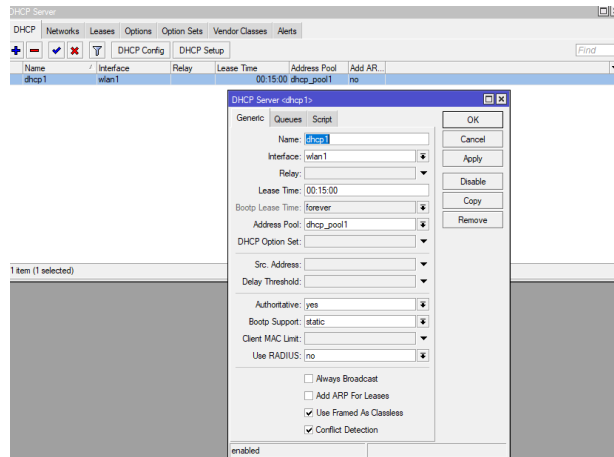 DHCP Server
DHCP Networks Leases Options Option Sets Vendor Classes Alerts
DHCP Config DHCP Setup Find
Name / Interface Relay Lease Time Address Pool Add AR...
dhcp1 wlan1 00:15:00 dhcp_pool1 no
DHCP Server <dhcp1>
Generic Queues Script
OK
Name: dhcp1
Cancel
Interface: wlan1
Apply
Relay:
Disable
Lease Time: 00:15:00
Copy
Bootp Lease Time: forever
Remove
Address Pool: dhcp_pool1
DHCP Option Set:
1 item (1 selected)
Src. Address:
Delay Threshold:
Authoritative: yes
Bootp Support: static
Client MAC Limit:
Use RADIUS: no
Always Broadcast
Add ARP For Leases
Use Framed As Classless
Conflict Detection
enabled